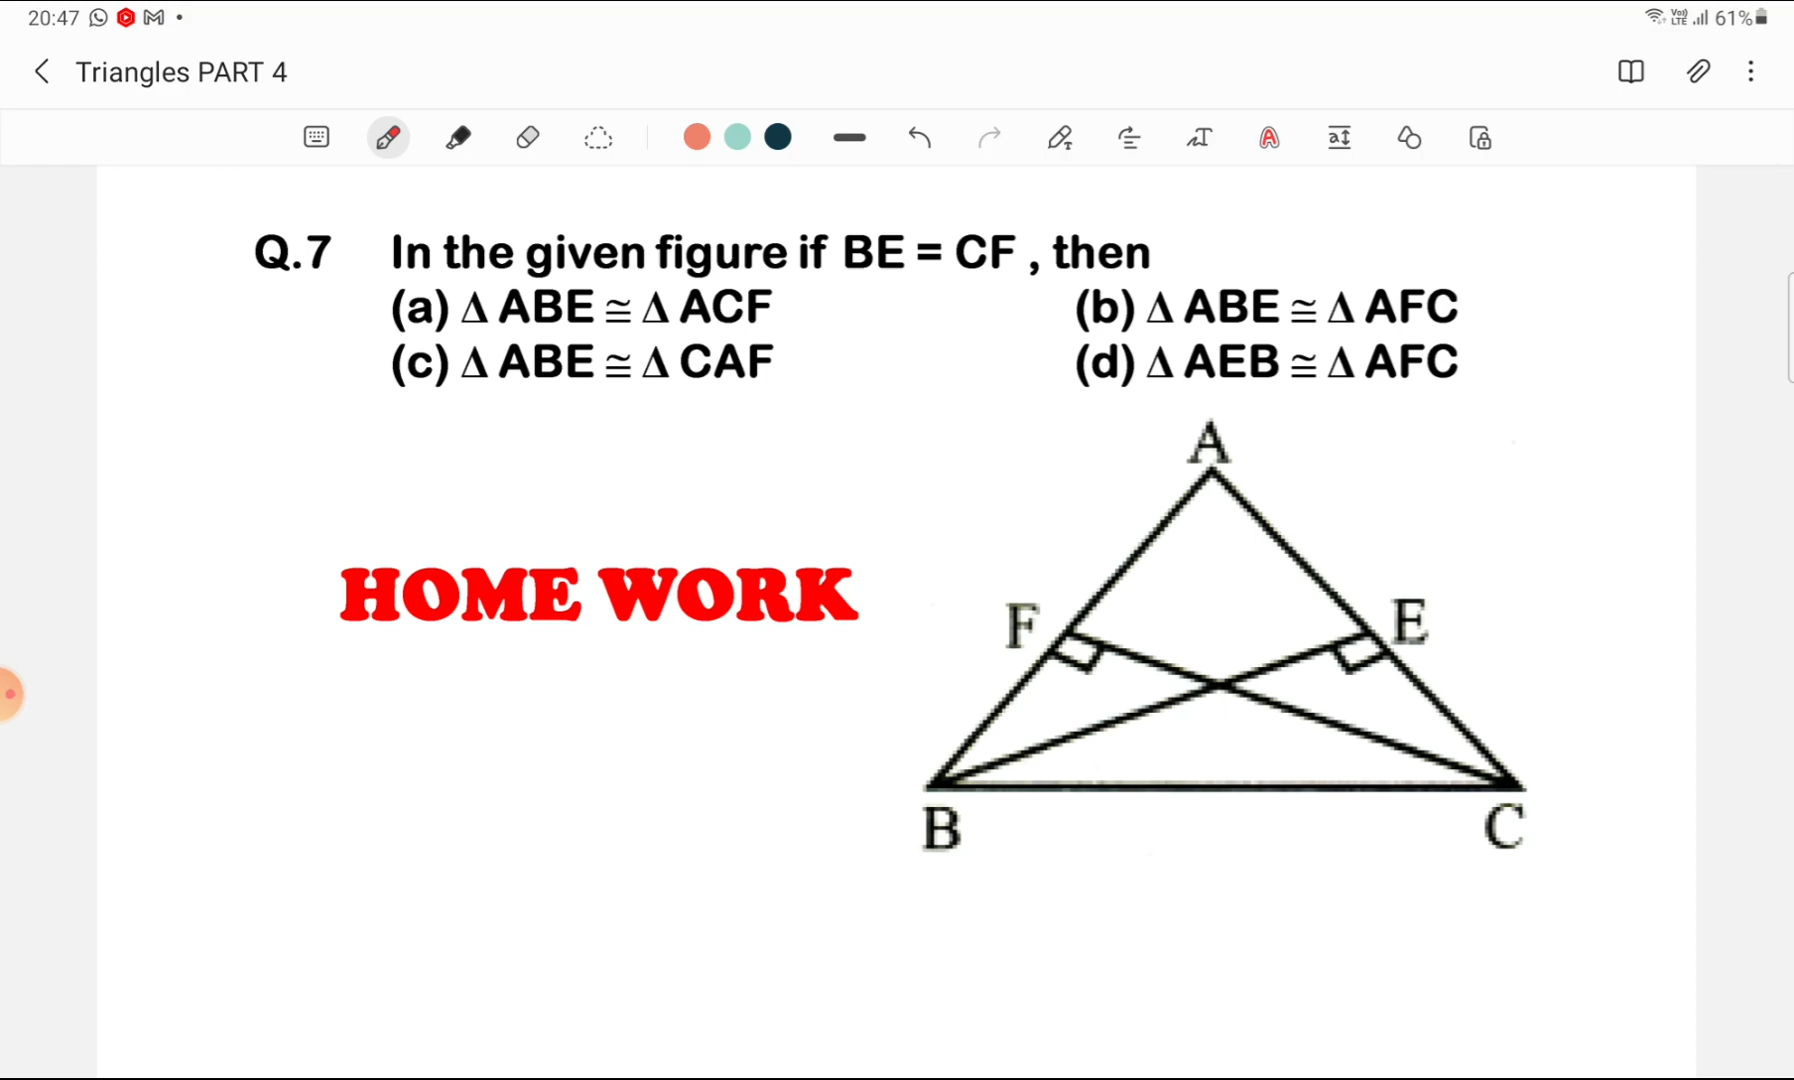 20:47 61%
Triangles PART 4
Q.7 In the given figure if BE = CF , then
(a) Δ ABE ≅ Δ ACF (b) Δ ABE ≅ Δ AFC
(c) Δ ABE ≅ Δ CAF (d) Δ AEB ≅ Δ AFC
A
HOME WORK
F E
B C